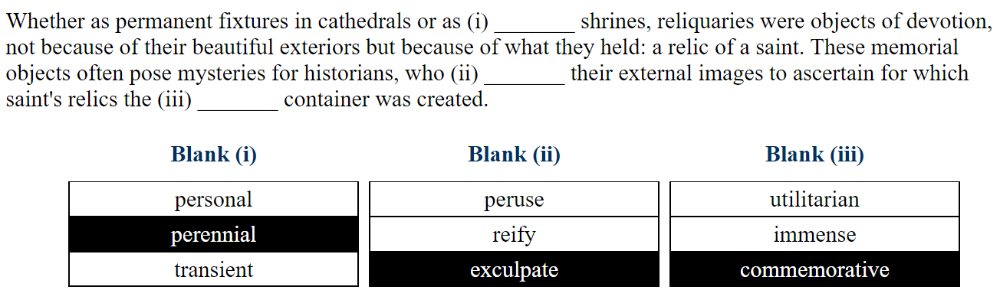 Whether as permanent fixtures in cathedrals or as (i) ________ shrines, reliquaries were objects of devotion,
not because of their beautiful exteriors but because of what they held: a relic of a saint. These memorial
objects often pose mysteries for historians, who (ii) ________ their external images to ascertain for which
saint's relics the (iii) ________ container was created.
Blank (i) Blank (ii) Blank (iii)
personal peruse utilitarian
perennial reify immense
transient exculpate commemorative